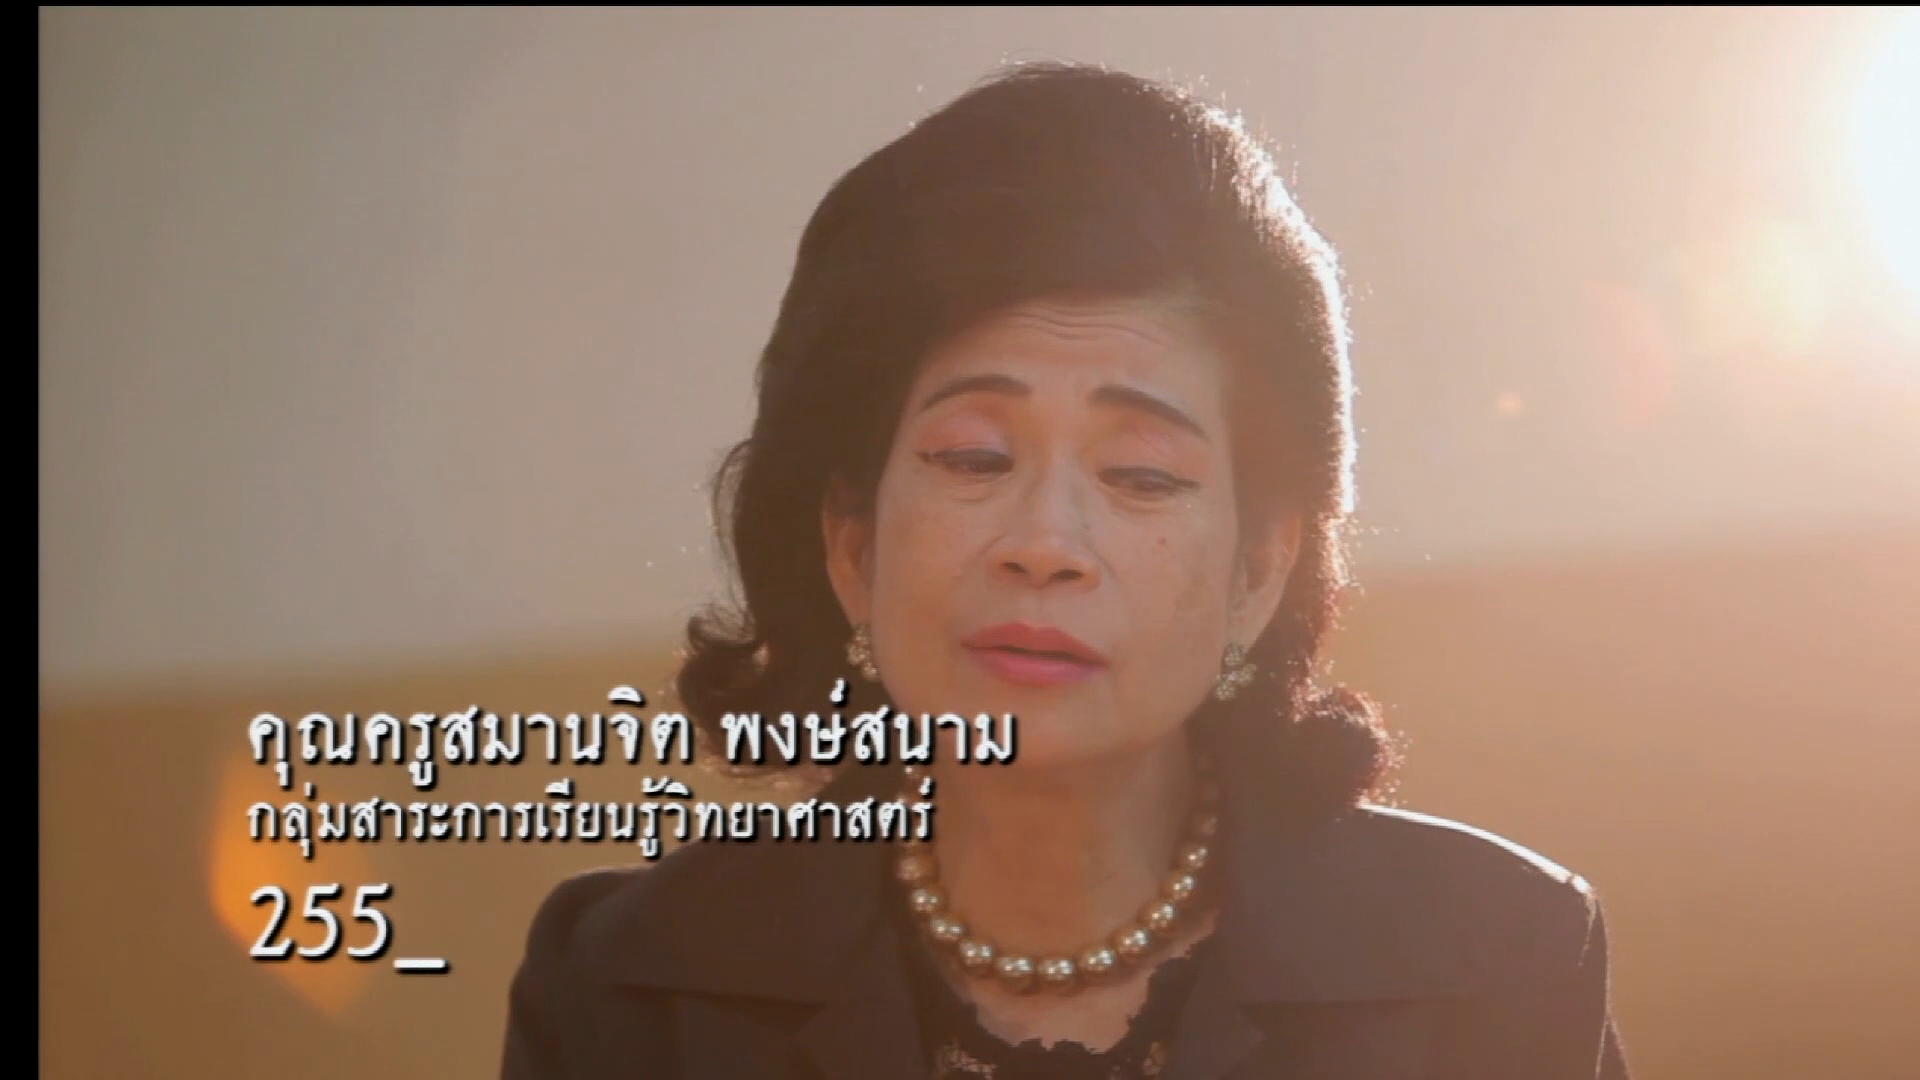 คุณครูสมานจิต พงษ์สนาม
กลุ่มสาระการเรียนรู้วิทยาศาสตร์
255_